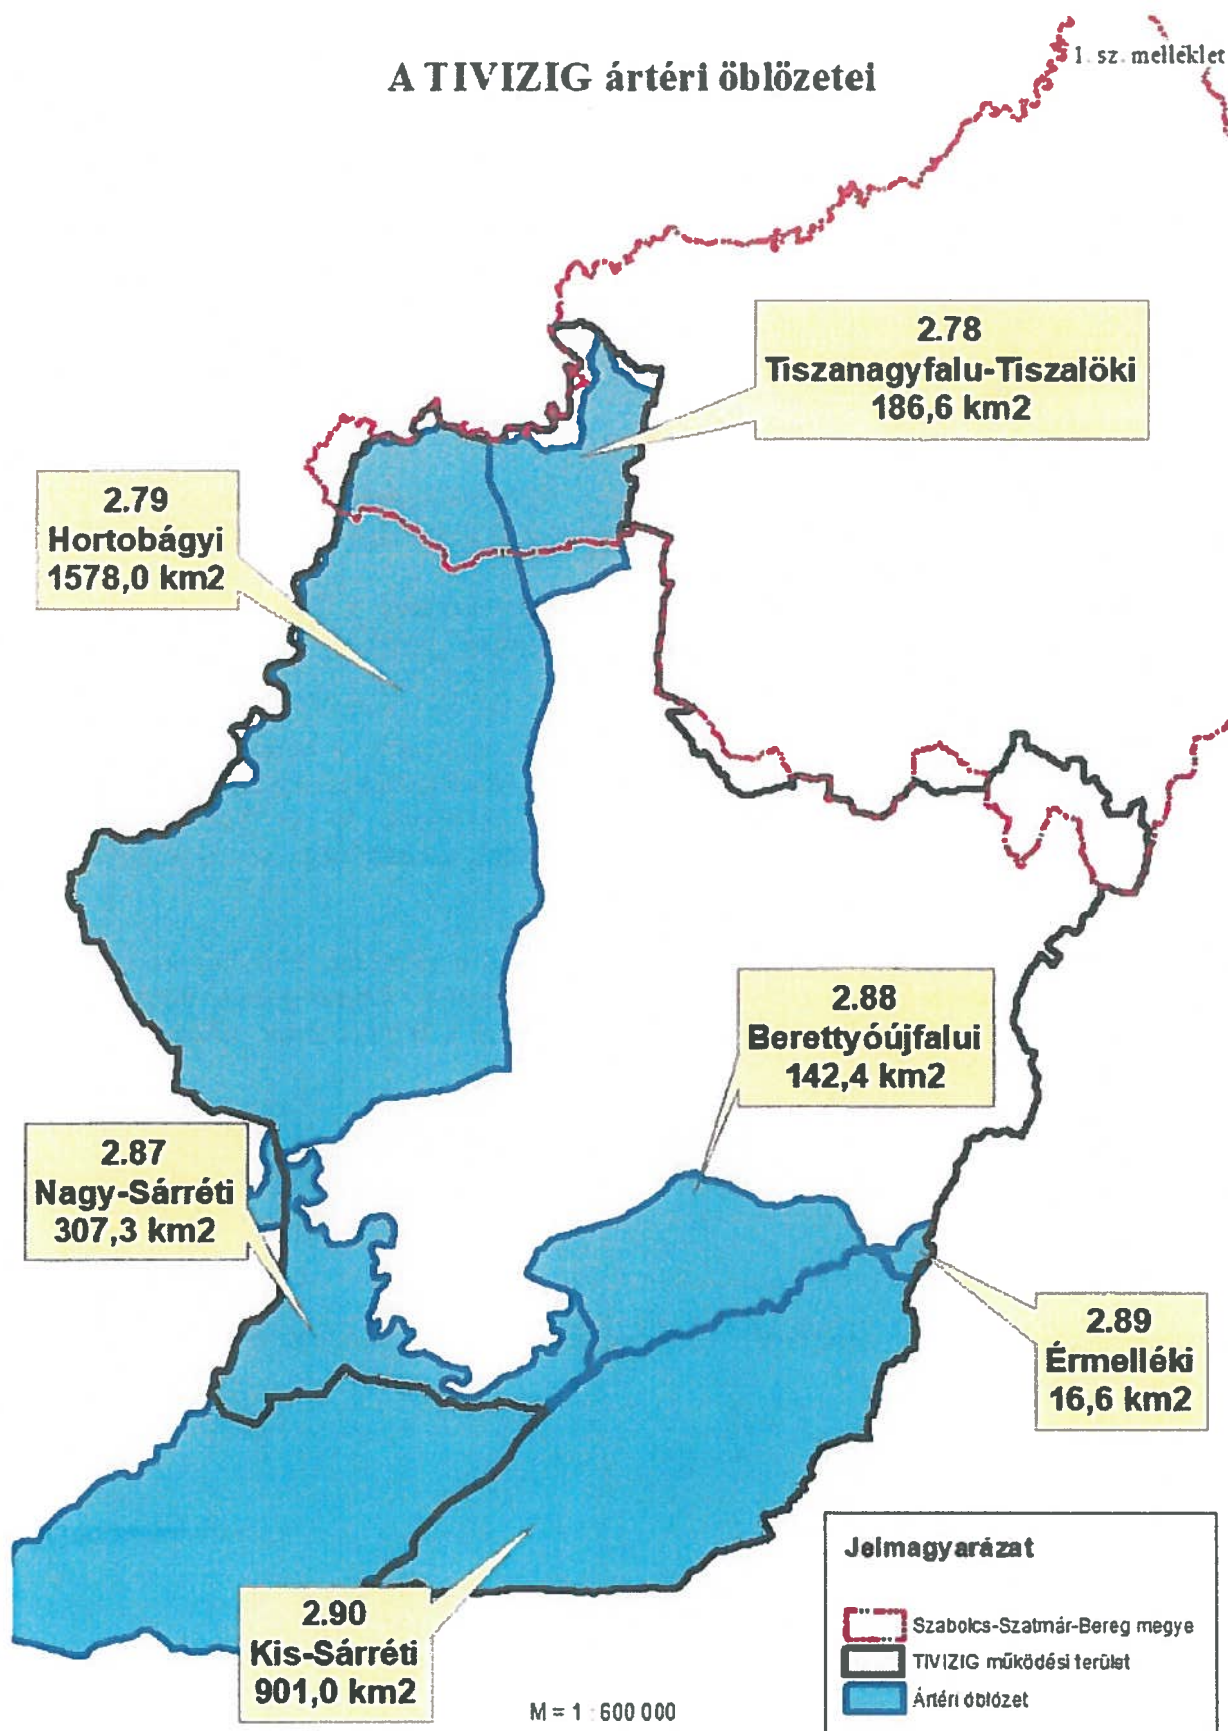 1. sz. melléklet
A TIVIZIG ártéri öblözetei
2.78
Tiszanagyfalu-Tiszalöki
186,6 km2
2.79
Hortobágyi
1578,0 km2
2.88
Berettyóújfalui
142,4 km2
2.87
Nagy-Sárréti
307,3 km2
2.89
Érmelléki
16,6 km2
2.90
Kis-Sárréti
901,0 km2
M = 1 : 600 000
Jelmagyarázat
Szabolcs-Szatmár-Bereg megye
TIVIZIG működési terület
Ártéri öblözet